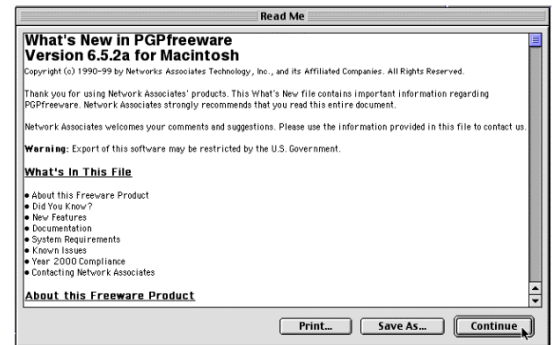 Read Me
What's New in PGPfreeware
Version 6.5.2a for Macintosh
Copyright (c) 1990-99 by Networks Associates Technology, Inc., and its Affiliated Companies. All Rights Reserved.
Thank you for using Network Associates' products. This What's New file contains important information regarding
PGPfreeware. Network Associates strongly recommends that you read this entire document.
Network Associates welcomes your comments and suggestions. Please use the information provided in this file to contact us.
Warning: Export of this software may be restricted by the U.S. Government.
What's In This File
● About this Freeware Product
● Did You Know?
● New Features
● Documentation
● System Requirements
● Known Issues
● Year 2000 Compliance
● Contacting Network Associates
About this Freeware Product
Print... Save As... Continue